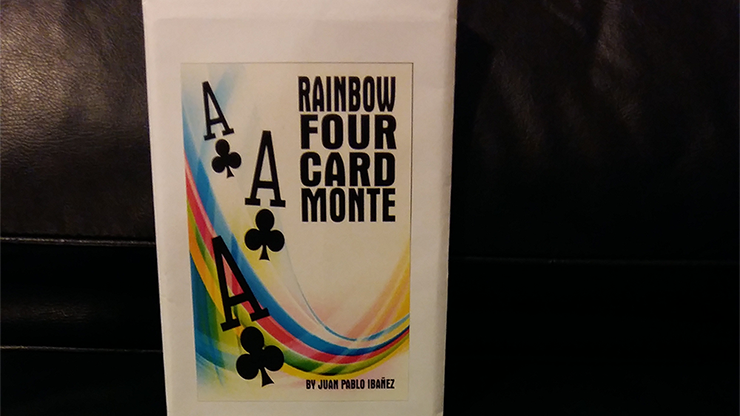 A
A
A
RAINBOW
FOUR
CARD
MONTE
BY JUAN PABLO IBAÑEZ